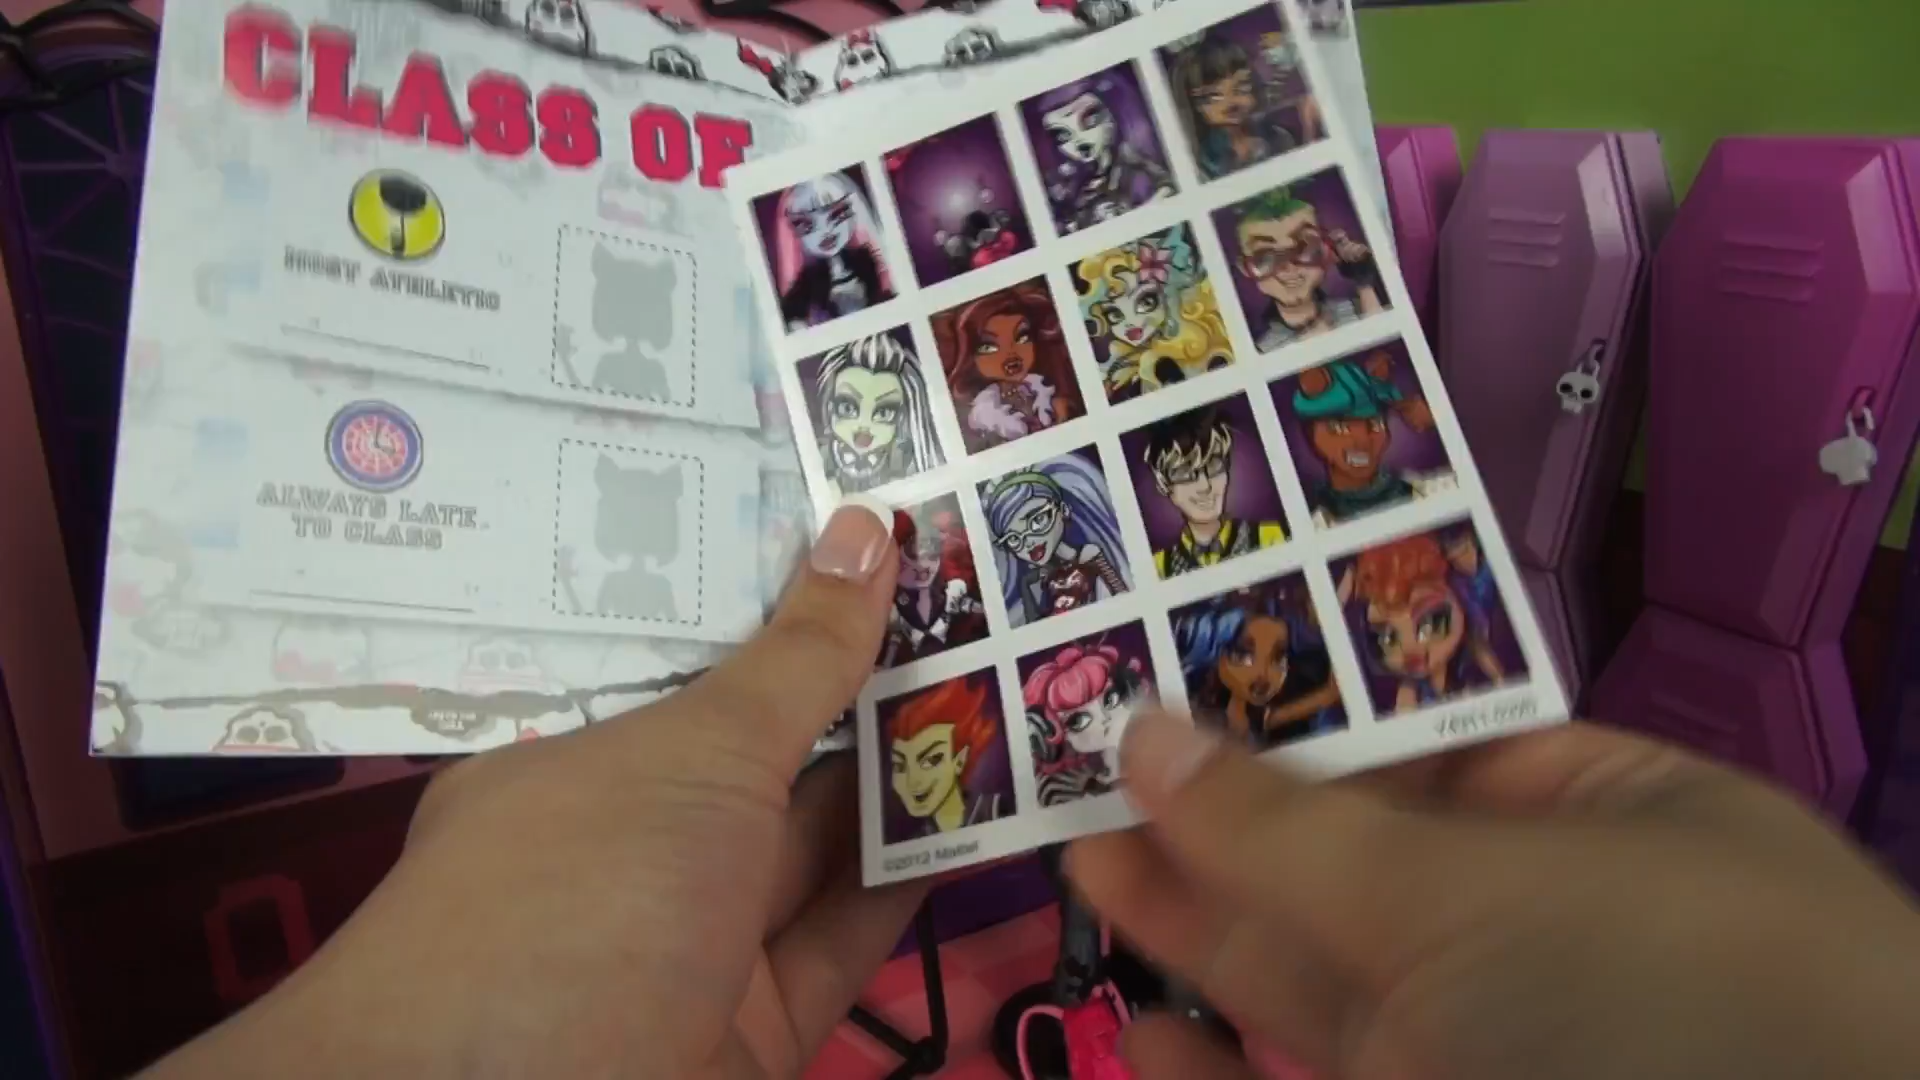 CLASS OF
MOST ATHLETIC
ALWAYS LATE
TO CLASS
©2012 Mattel